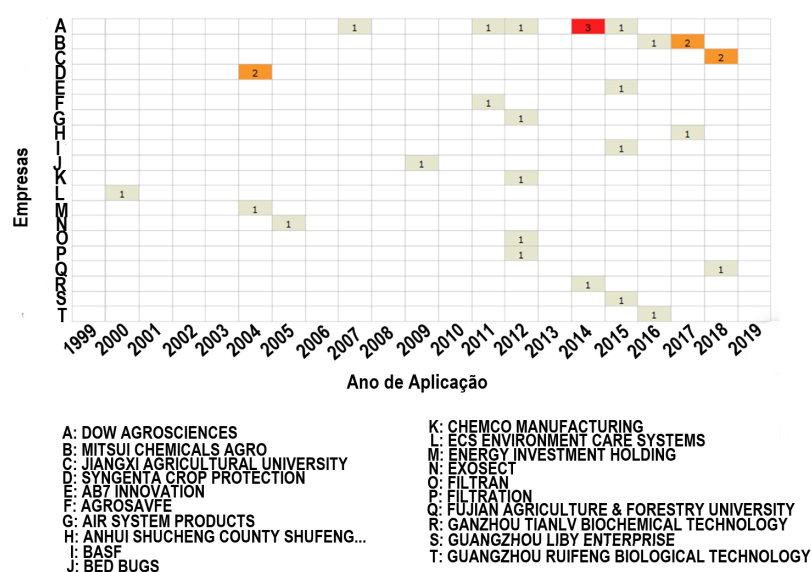 A 1 1 1 3 1
B 1 2
C 2
D 2
E 1
F 1
G 1
H 1
I 1
J 1
K 1
L 1
M 1
N 1
O 1
P 1
Q 1
R 1
S 1
T 1
Empresas
1999 2000 2001 2002 2003 2004 2005 2006 2007 2008 2009 2010 2011 2012 2013 2014 2015 2016 2017 2018 2019
Ano de Aplicação
A: DOW AGROSCIENCES
B: MITSUI CHEMICALS AGRO
C: JIANGXI AGRICULTURAL UNIVERSITY
D: SYNGENTA CROP PROTECTION
E: AB7 INNOVATION
F: AGROSAVFE
G: AIR SYSTEM PRODUCTS
H: ANHUI SHUCHENG COUNTY SHUFENG...
I: BASF
J: BED BUGS
K: CHEMCO MANUFACTURING
L: ECS ENVIRONMENT CARE SYSTEMS
M: ENERGY INVESTMENT HOLDING
N: EXOSECT
O: FILTRAN
P: FILTRATION
Q: FUJIAN AGRICULTURE & FORESTRY UNIVERSITY
R: GANZHOU TIANLV BIOCHEMICAL TECHNOLOGY
S: GUANGZHOU LIBY ENTERPRISE
T: GUANGZHOU RUIFENG BIOLOGICAL TECHNOLOGY